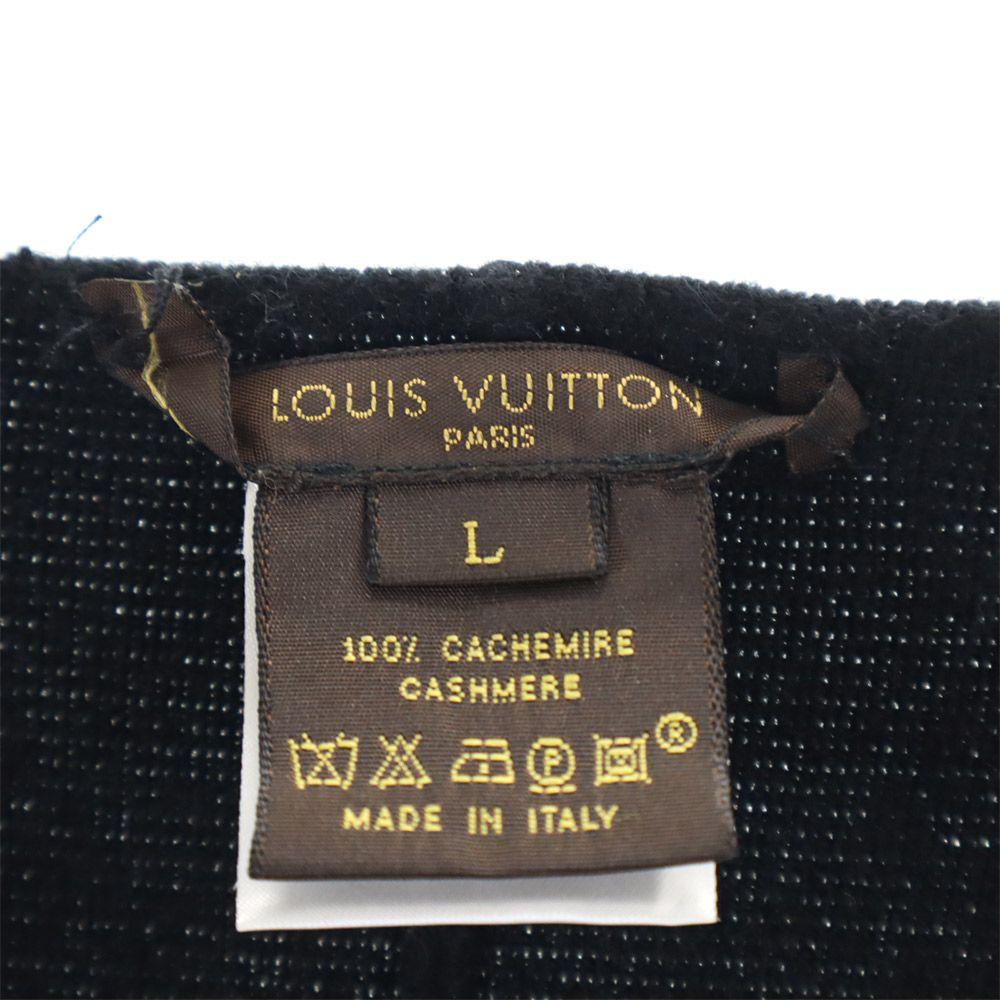 LOUIS VUITTON
PARIS
L
100% CACHEMIRE
CASHMERE
P ®
MADE IN ITALY